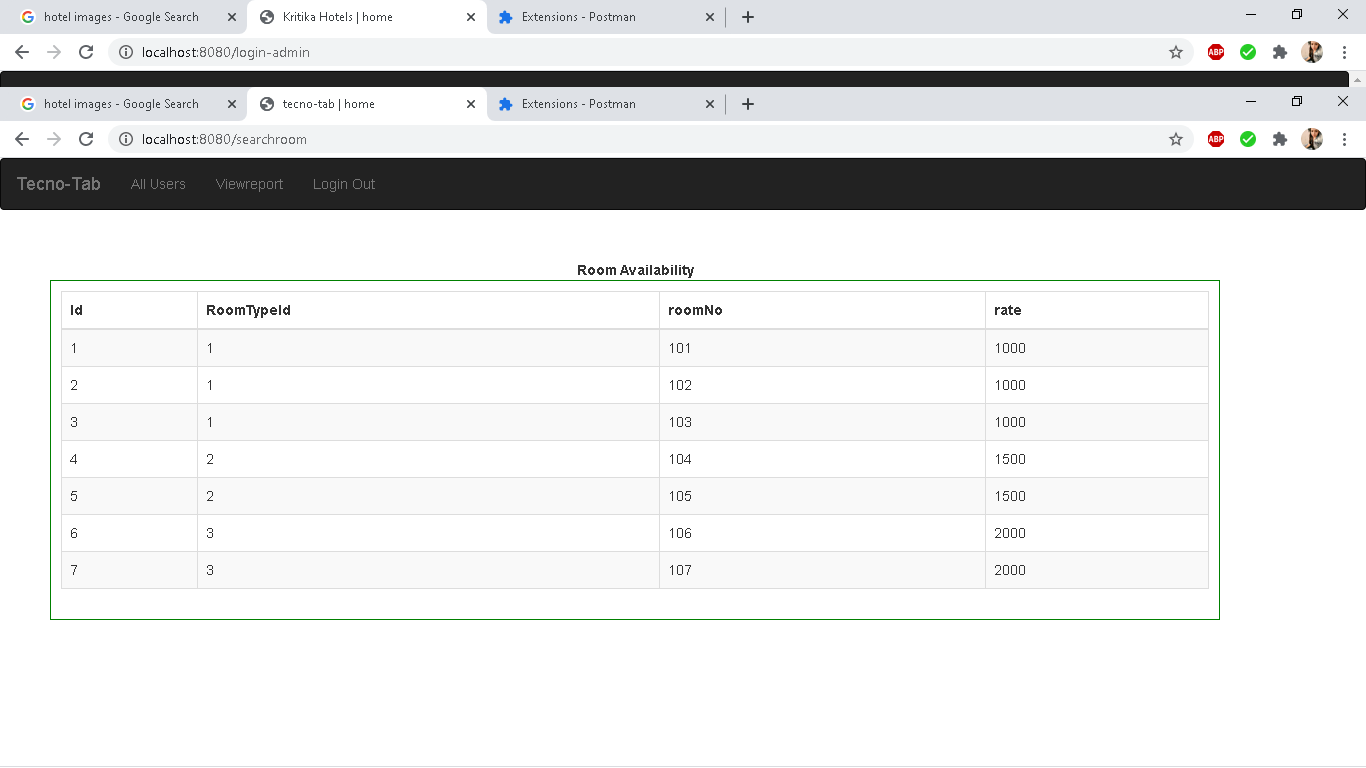 hotel images - Google Search Kritika Hotels | home Extensions - Postman
localhost:8080/login-admin ABP
hotel images - Google Search tecno-tab | home Extensions - Postman
localhost:8080/searchroom ABP
Tecno-Tab All Users Viewreport Login Out
Room Availability
Id RoomTypeId roomNo rate
1 1 101 1000
2 1 102 1000
3 1 103 1000
4 2 104 1500
5 2 105 1500
6 3 106 2000
7 3 107 2000